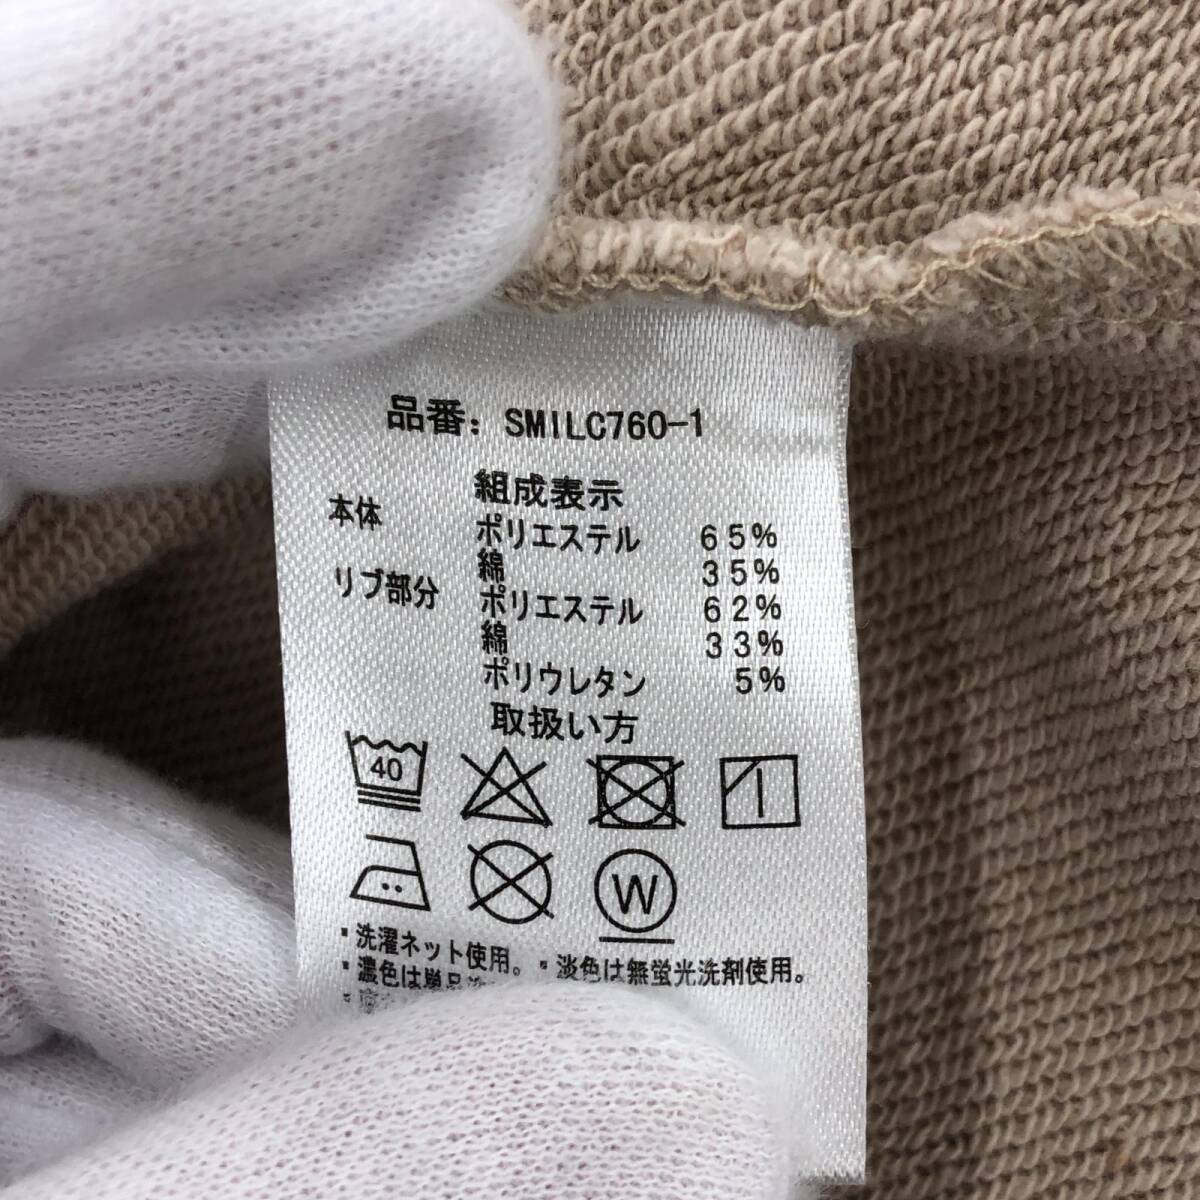 品番: SMILC760-1
組成表示
本体 ポリエステル 65%
綿 35%
リブ部分 ポリエステル 62%
綿 33%
ポリウレタン 5%
取扱い方
40
W
・洗濯ネット使用。・淡色は無蛍光洗剤使用。
・濃色は単品